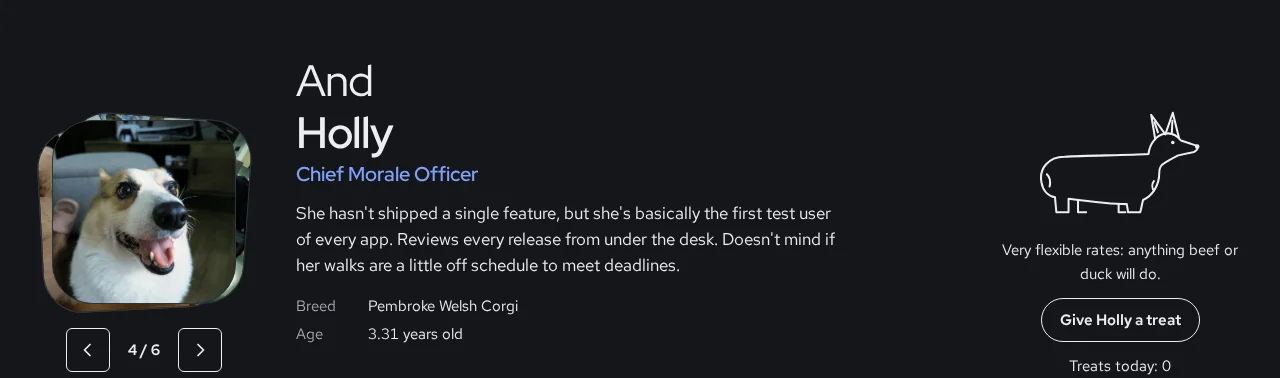 And
Holly
Chief Morale Officer
She hasn't shipped a single feature, but she's basically the first test user
of every app. Reviews every release from under the desk. Doesn't mind if
her walks are a little off schedule to meet deadlines.
Breed Pembroke Welsh Corgi
Age 3.31 years old
4 / 6
Very flexible rates: anything beef or
duck will do.
Give Holly a treat
Treats today: 0